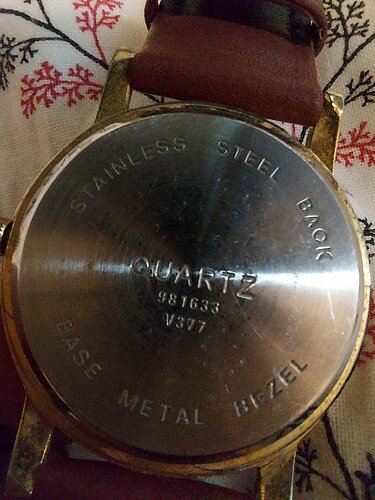 STAINLESS STEEL BACK
QUARTZ
981633
V377
BASE METAL BEZEL